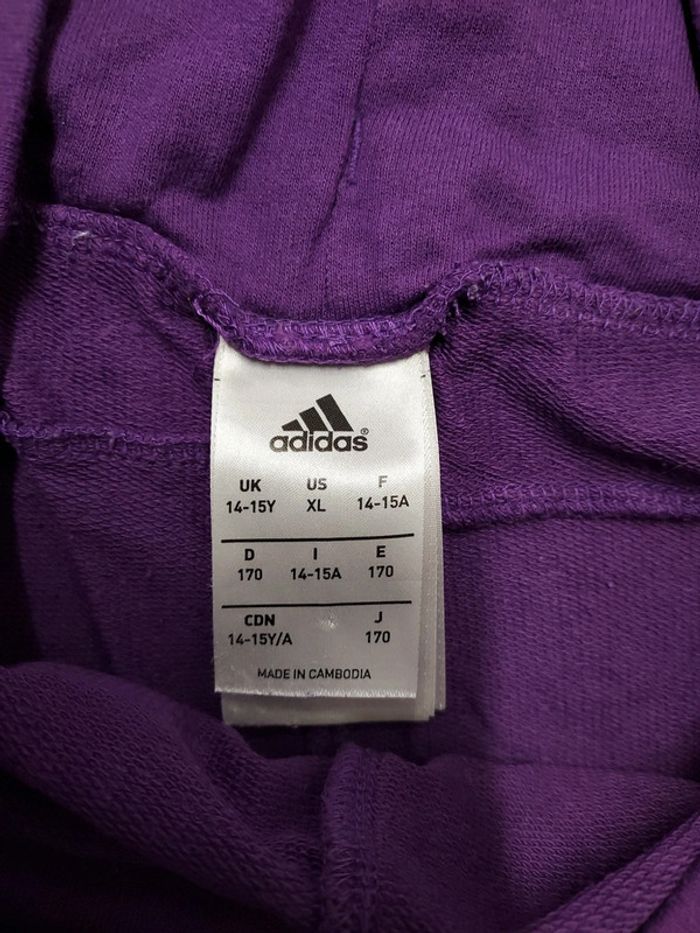 adidas®
UK US F
14-15Y XL 14-15A
D I E
170 14-15A 170
CDN J
14-15Y/A 170
MADE IN CAMBODIA